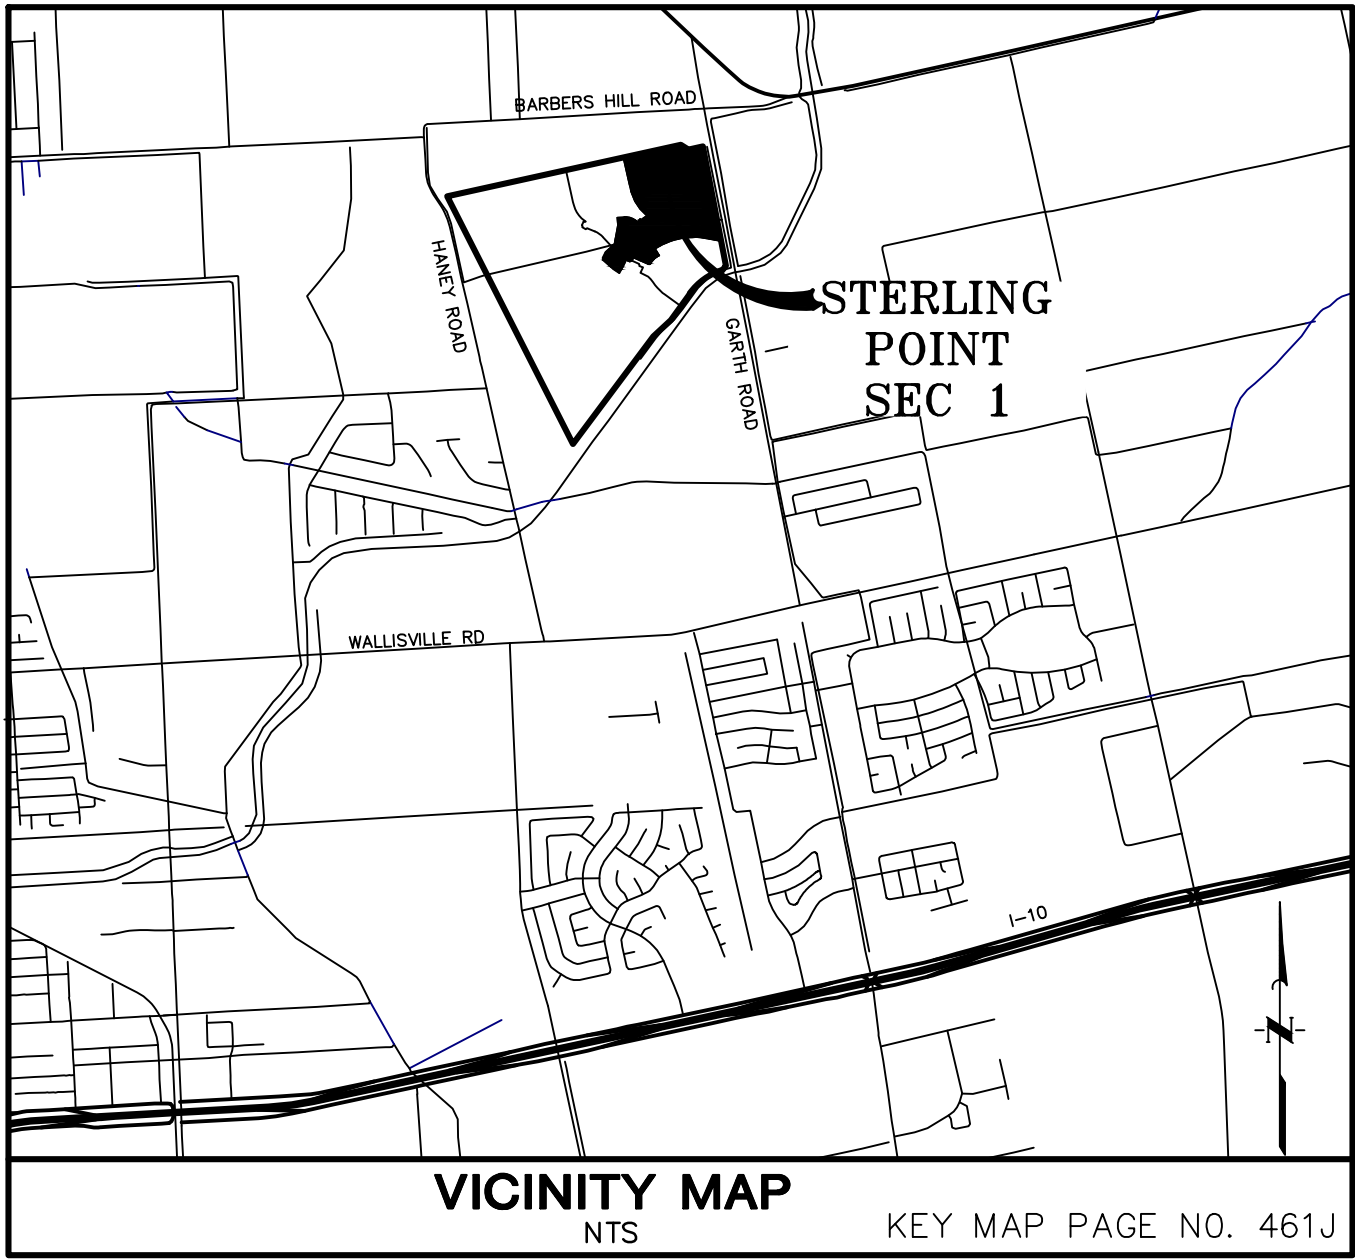 BARBERS HILL ROAD
HANEY ROAD
STERLING
POINT
SEC 1
GARTH ROAD
WALLISVILLE RD
I-10
N
VICINITY MAP
NTS
KEY MAP PAGE NO. 461J